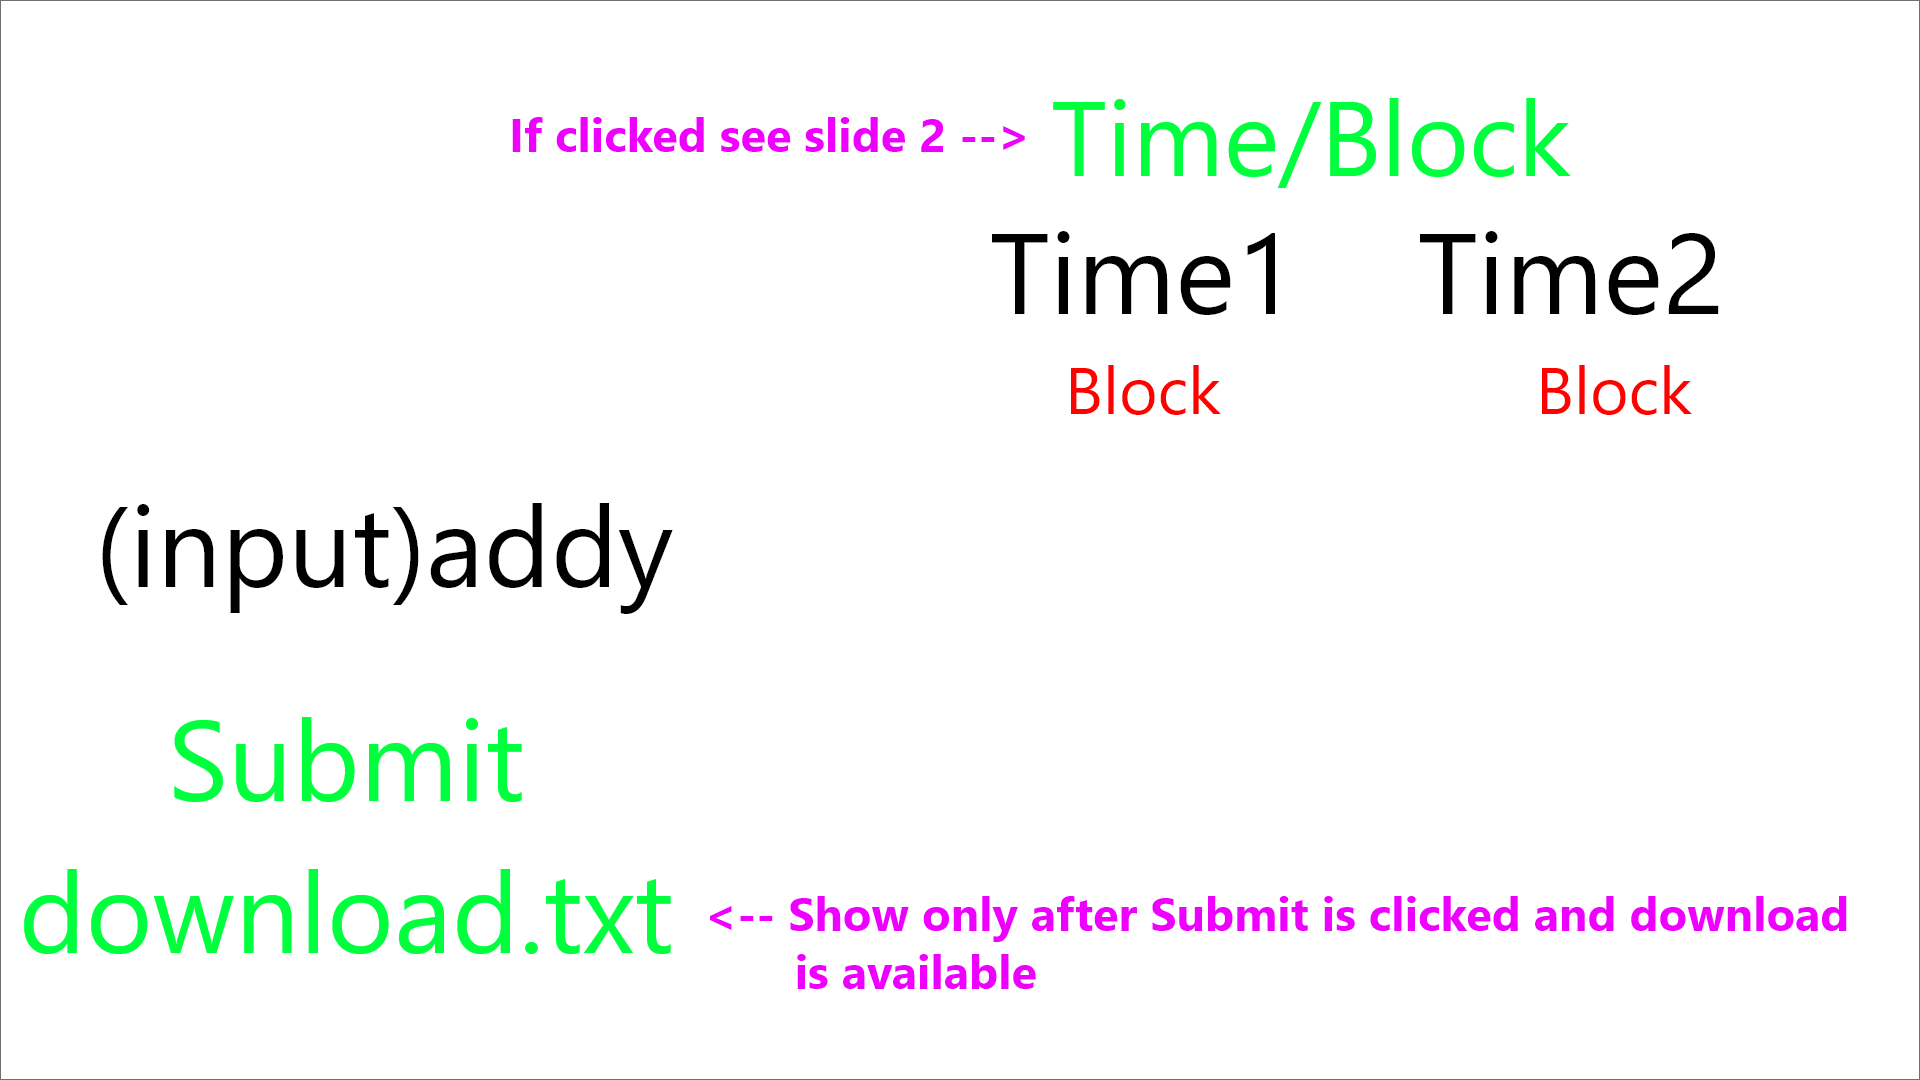 If clicked see slide 2 --> Time/Block
Time1 Time2
Block Block
(input)addy
Submit
download.txt <-- Show only after Submit is clicked and download
is available